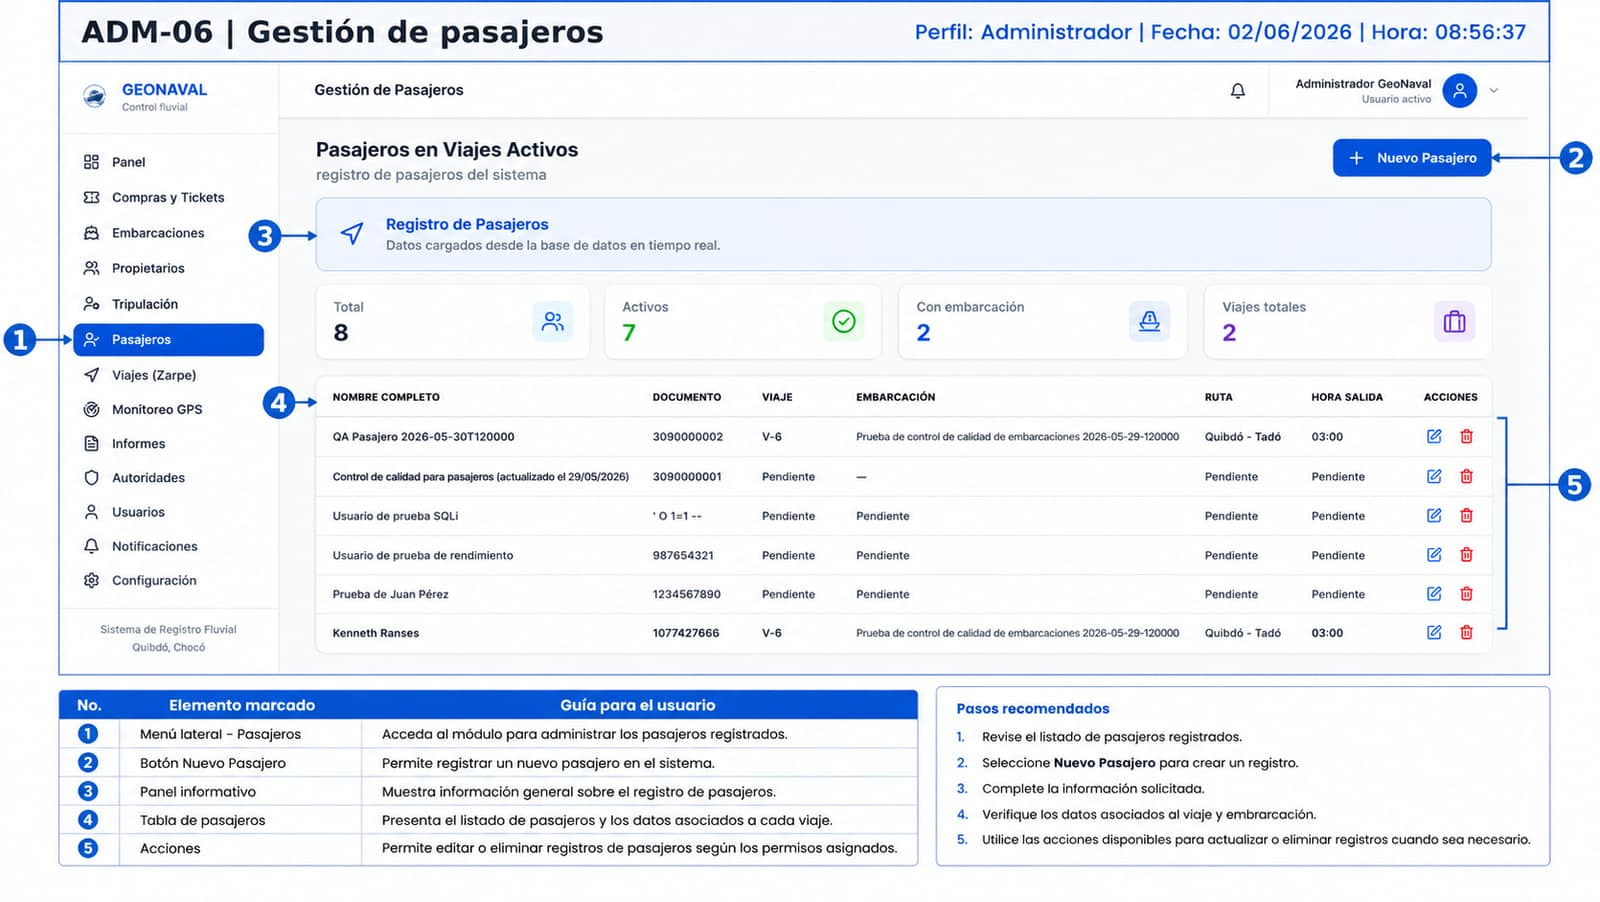 ADM-06 | Gestión de pasajeros
Perfil: Administrador | Fecha: 02/06/2026 | Hora: 08:56:37
GEONAVAL
Control fluvial
Gestión de Pasajeros
Administrador GeoNaval
Usuario activo
Panel
Compras y Tickets
Embarcaciones
Propietarios
Tripulación
Pasajeros
Viajes (Zarpe)
Monitoreo GPS
Informes
Autoridades
Usuarios
Notificaciones
Configuración
Sistema de Registro Fluvial
Quibdó, Chocó
1
Pasajeros en Viajes Activos
registro de pasajeros del sistema
+ Nuevo Pasajero
2
3
Registro de Pasajeros
Datos cargados desde la base de datos en tiempo real.
Total
8
Activos
7
Con embarcación
2
Viajes totales
2
4
NOMBRE COMPLETO DOCUMENTO VIAJE EMBARCACIÓN RUTA HORA SALIDA ACCIONES
QA Pasajero 2026-05-30T120000 3090000002 V-6 Prueba de control de calidad de embarcaciones 2026-05-29-120000 Quibdó - Tadó 03:00
Control de calidad para pasajeros (actualizado el 29/05/2026) 3090000001 Pendiente — Pendiente Pendiente
Usuario de prueba SQLi ' O 1=1 -- Pendiente Pendiente Pendiente Pendiente
Usuario de prueba de rendimiento 987654321 Pendiente Pendiente Pendiente Pendiente
Prueba de Juan Pérez 1234567890 Pendiente Pendiente Pendiente Pendiente
Kenneth Ranses 1077427666 V-6 Prueba de control de calidad de embarcaciones 2026-05-29-120000 Quibdó - Tadó 03:00
5
No. Elemento marcado Guía para el usuario
1 Menú lateral - Pasajeros Acceda al módulo para administrar los pasajeros registrados.
2 Botón Nuevo Pasajero Permite registrar un nuevo pasajero en el sistema.
3 Panel informativo Muestra información general sobre el registro de pasajeros.
4 Tabla de pasajeros Presenta el listado de pasajeros y los datos asociados a cada viaje.
5 Acciones Permite editar o eliminar registros de pasajeros según los permisos asignados.
Pasos recomendados
1. Revise el listado de pasajeros registrados.
2. Seleccione Nuevo Pasajero para crear un registro.
3. Complete la información solicitada.
4. Verifique los datos asociados al viaje y embarcación.
5. Utilice las acciones disponibles para actualizar o eliminar registros cuando sea necesario.